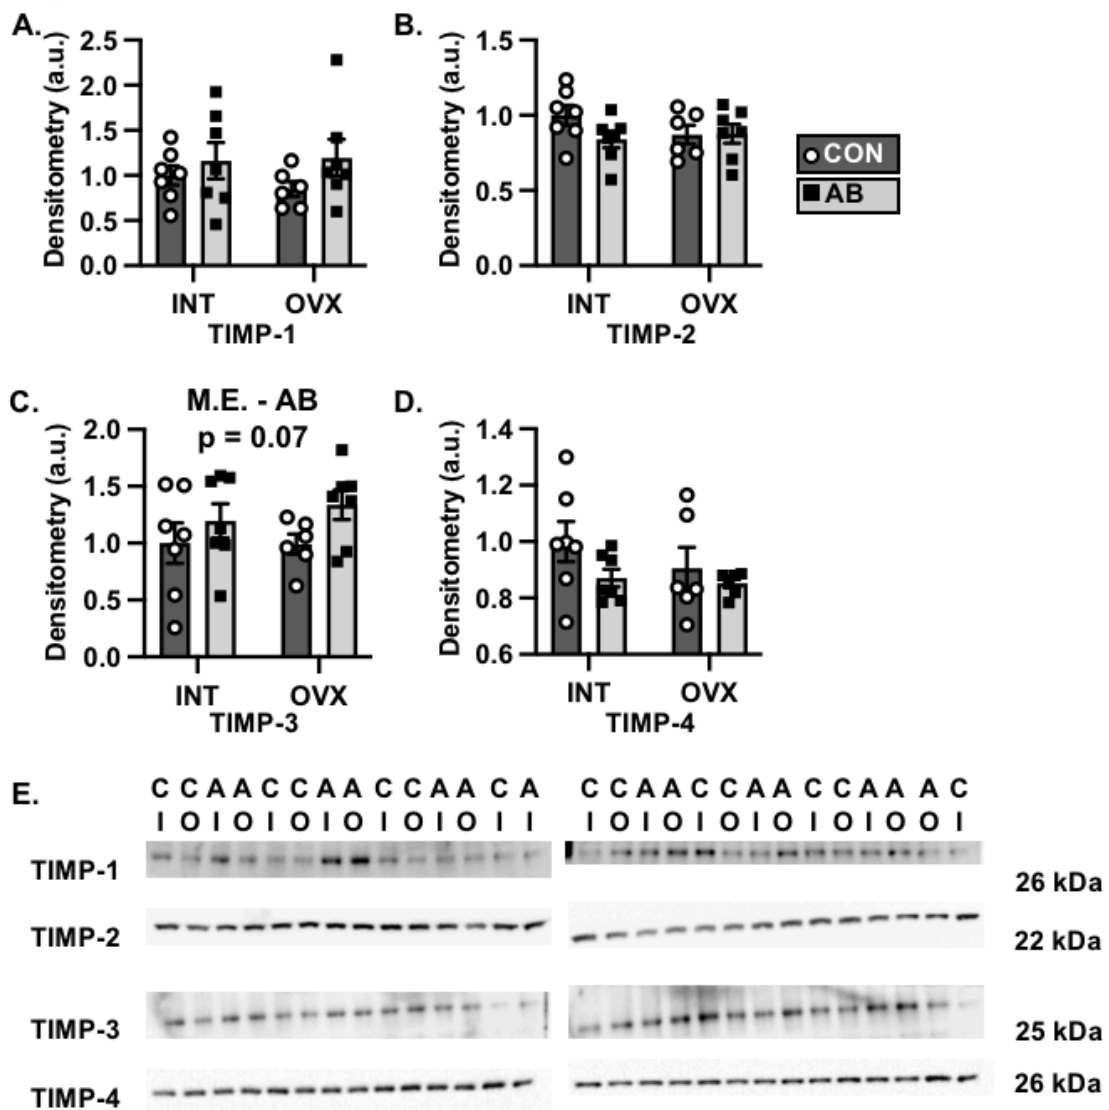 A.
Densitometry (a.u.)
2.5
2.0
1.5
1.0
0.5
0.0
INT OVX
TIMP-1
B.
Densitometry (a.u.)
1.5
1.0
0.5
0.0
INT OVX
TIMP-2
CON
AB
C.
M.E. - AB
p = 0.07
Densitometry (a.u.)
2.0
1.5
1.0
0.5
0.0
INT OVX
TIMP-3
D.
Densitometry (a.u.)
1.4
1.2
1.0
0.8
0.6
INT OVX
TIMP-4
E.
C C A A C C A A C C A A C A
I O I O I O I O I O I O I I
C C A A C C A A C C A A A C
I O I O I O I O I O I O O I
TIMP-1
26 kDa
TIMP-2
22 kDa
TIMP-3
25 kDa
TIMP-4
26 kDa